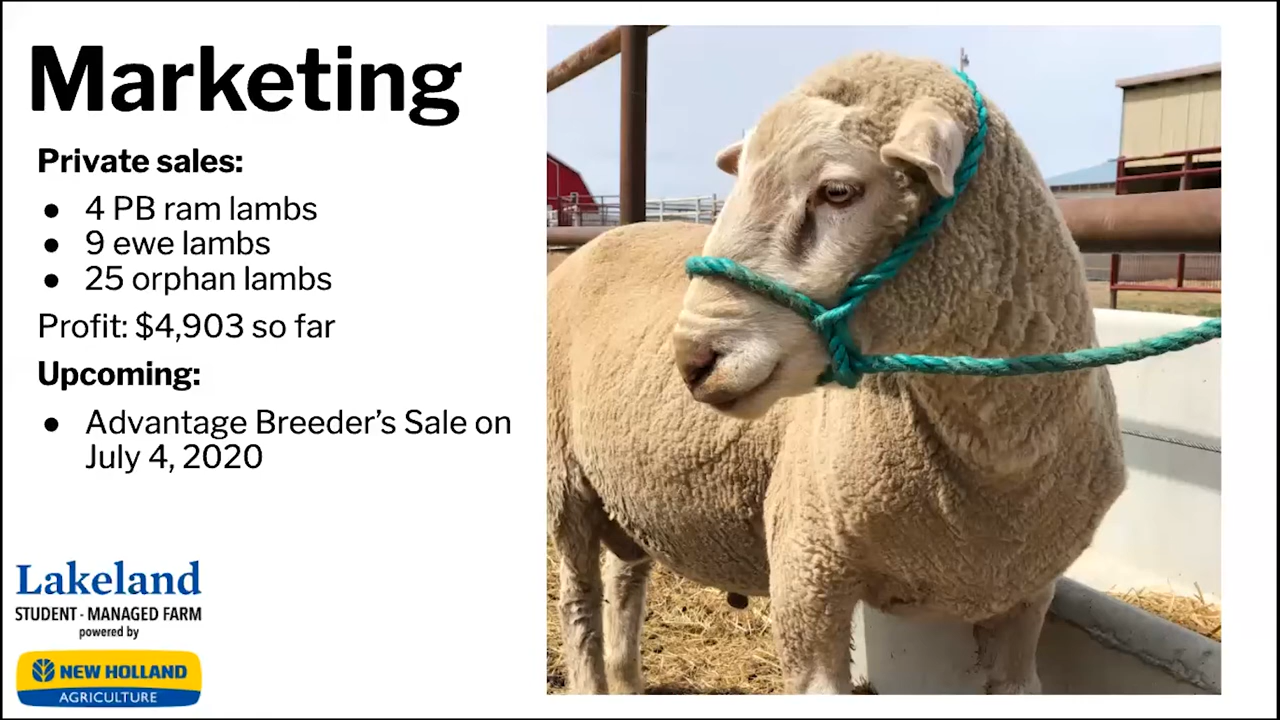 Marketing
Private sales:
● 4 PB ram lambs
● 9 ewe lambs
● 25 orphan lambs
Profit: $4,903 so far
Upcoming:
● Advantage Breeder’s Sale on
July 4, 2020
Lakeland
STUDENT - MANAGED FARM
powered by
NEW HOLLAND
AGRICULTURE